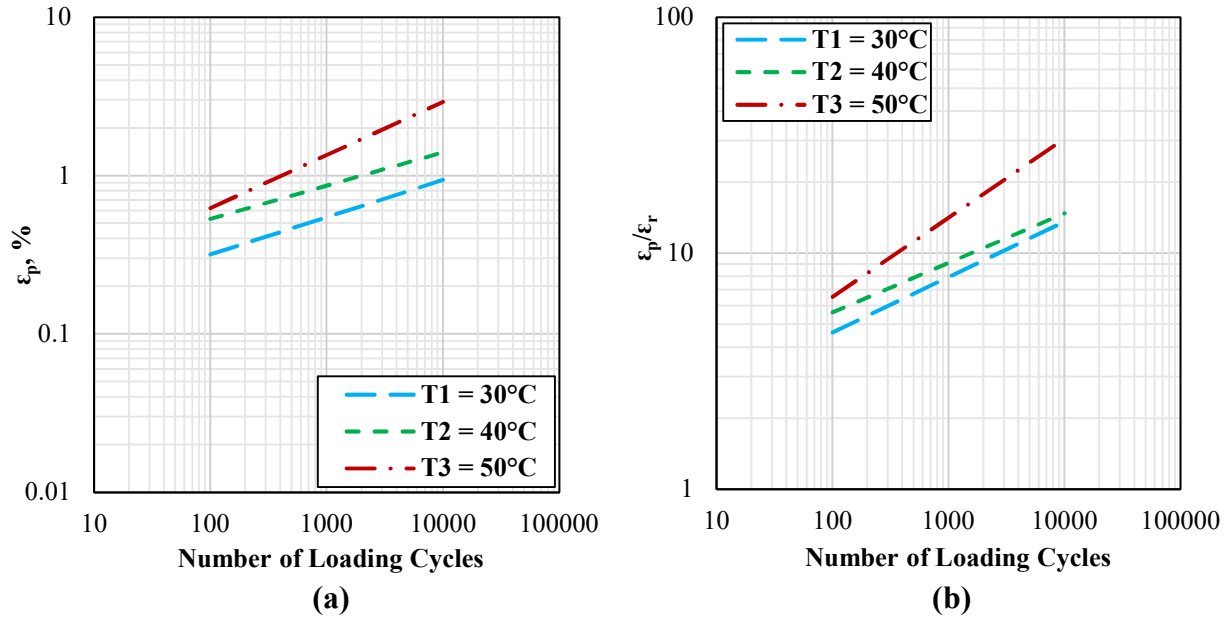 10
1
0.1
0.01
εp, %
T1 = 30°C
T2 = 40°C
T3 = 50°C
10 100 1000 10000 100000
Number of Loading Cycles
(a)
100
10
1
εp/εr
T1 = 30°C
T2 = 40°C
T3 = 50°C
10 100 1000 10000 100000
Number of Loading Cycles
(b)